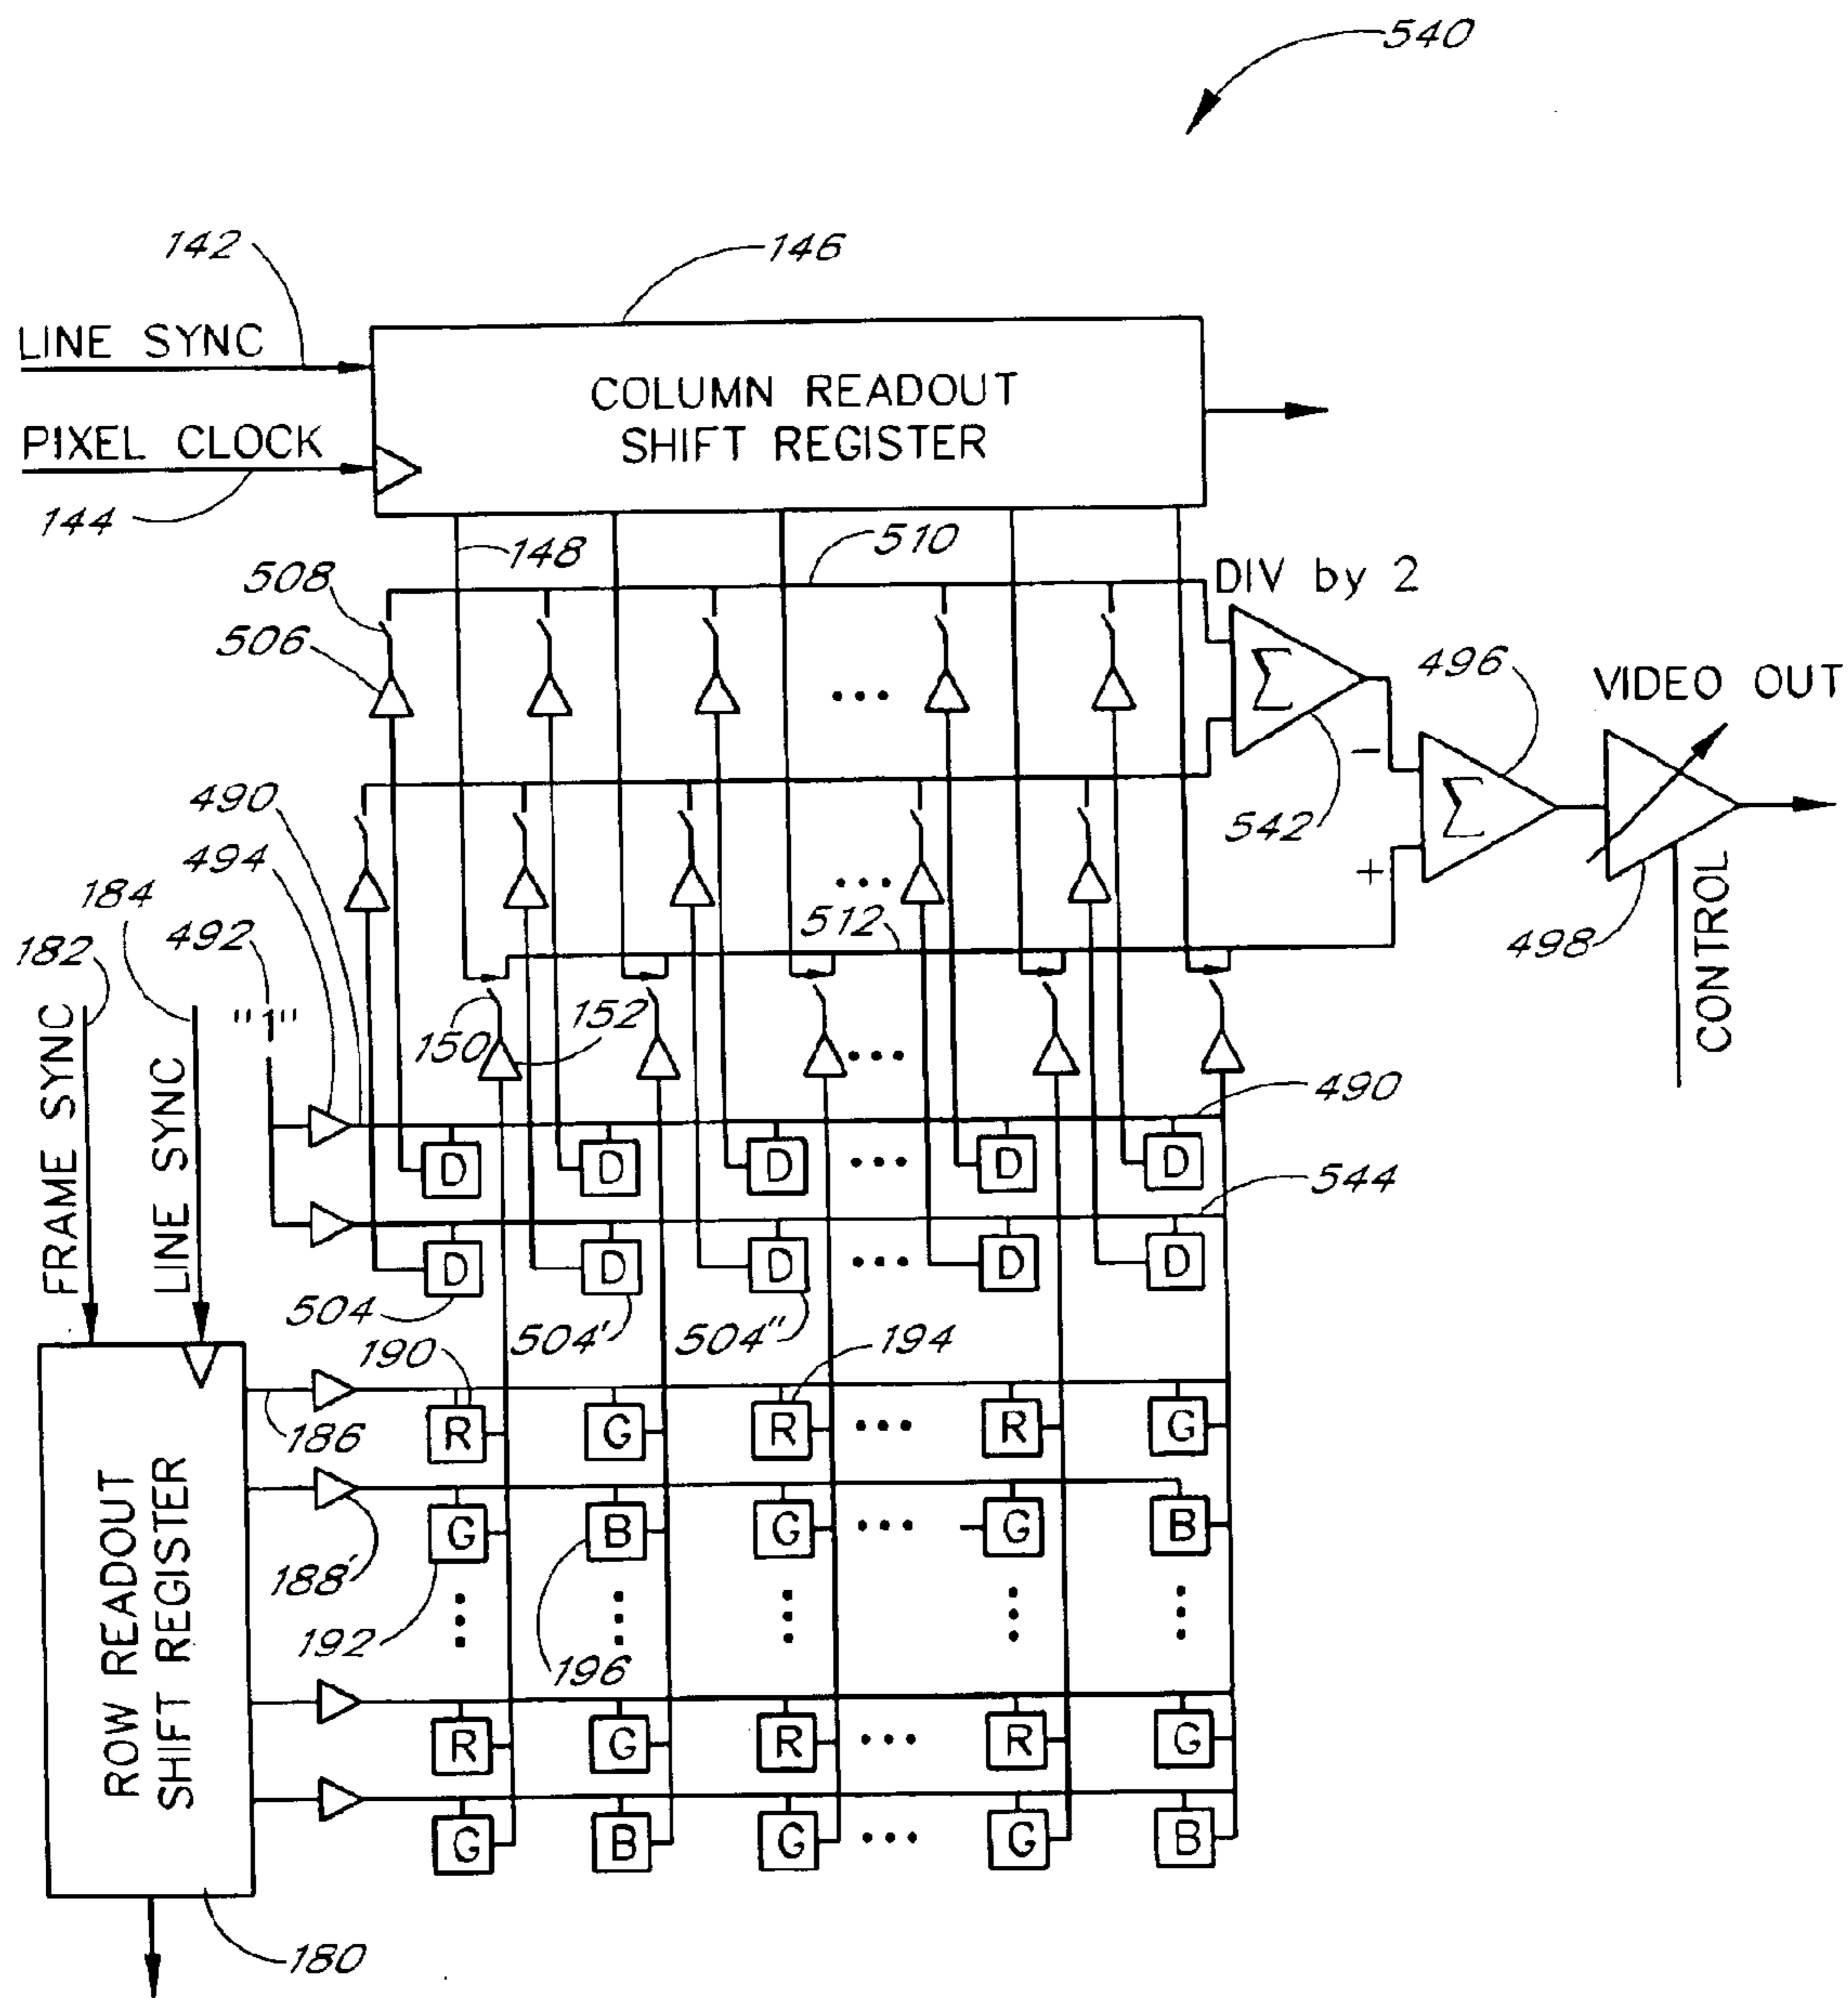 540
142
146
LINE SYNC
COLUMN READOUT
SHIFT REGISTER
PIXEL CLOCK
144
148
510
508
DIV by 2
506
496
VIDEO OUT
Σ
...
−
490
542
Σ
494
184
...
+
492
512
498
182
"1"
CONTROL
150
152
...
FRAME SYNC
LINE SYNC
490
D D D ... D D
544
D D D ... D D
504
504'
504"
190
194
186
R G R ... R G
188'
G B G ... G B
192
196
ROW READOUT
SHIFT REGISTER
R G R ... R G
G B G ... G B
180